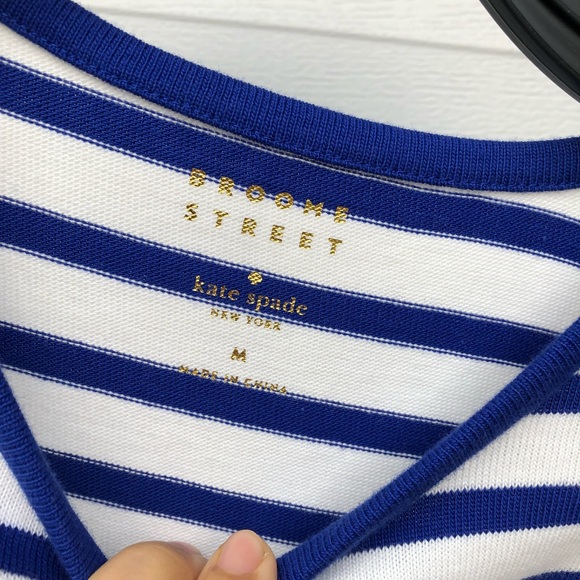 BROOME
STREET
kate spade
NEW YORK
M
MADE IN CHINA